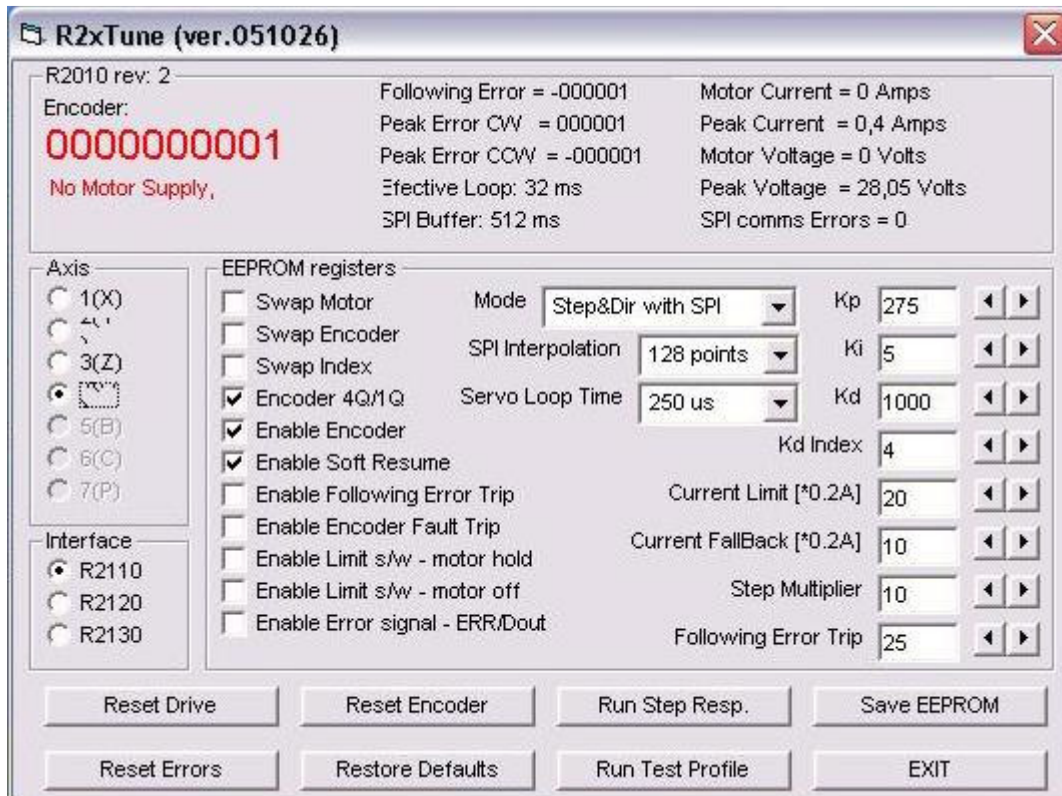 R2xTune (ver.051026)
R2010 rev: 2
Encoder:
0000000001
No Motor Supply,
Following Error = -000001
Peak Error CW = 000001
Peak Error CCW = -000001
Efective Loop: 32 ms
SPI Buffer: 512 ms
Motor Current = 0 Amps
Peak Current = 0,4 Amps
Motor Voltage = 0 Volts
Peak Voltage = 28,05 Volts
SPI comms Errors = 0
Axis
1(X)
3(Z)
5(B)
6(C)
7(P)
Interface
R2110
R2120
R2130
EEPROM registers
Swap Motor
Swap Encoder
Swap Index
Encoder 4Q/1Q
Enable Encoder
Enable Soft Resume
Enable Following Error Trip
Enable Encoder Fault Trip
Enable Limit s/w - motor hold
Enable Limit s/w - motor off
Enable Error signal - ERR/Dout
Mode Step&Dir with SPI
SPI Interpolation 128 points
Servo Loop Time 250 us
Kp 275
Ki 5
Kd 1000
Kd Index 4
Current Limit [*0.2A] 20
Current FallBack [*0.2A] 10
Step Multiplier 10
Following Error Trip 25
Reset Drive
Reset Encoder
Run Step Resp.
Save EEPROM
Reset Errors
Restore Defaults
Run Test Profile
EXIT